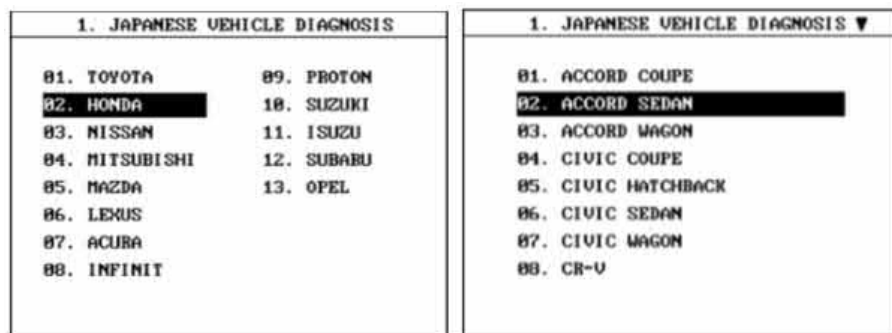 1. JAPANESE VEHICLE DIAGNOSIS
01. TOYOTA
02. HONDA
03. NISSAN
04. MITSUBISHI
05. MAZDA
06. LEXUS
07. ACURA
08. INFINIT
09. PROTON
10. SUZUKI
11. ISUZU
12. SUBARU
13. OPEL
1. JAPANESE VEHICLE DIAGNOSIS ▼
01. ACCORD COUPE
02. ACCORD SEDAN
03. ACCORD WAGON
04. CIVIC COUPE
05. CIVIC HATCHBACK
06. CIVIC SEDAN
07. CIVIC WAGON
08. CR-V